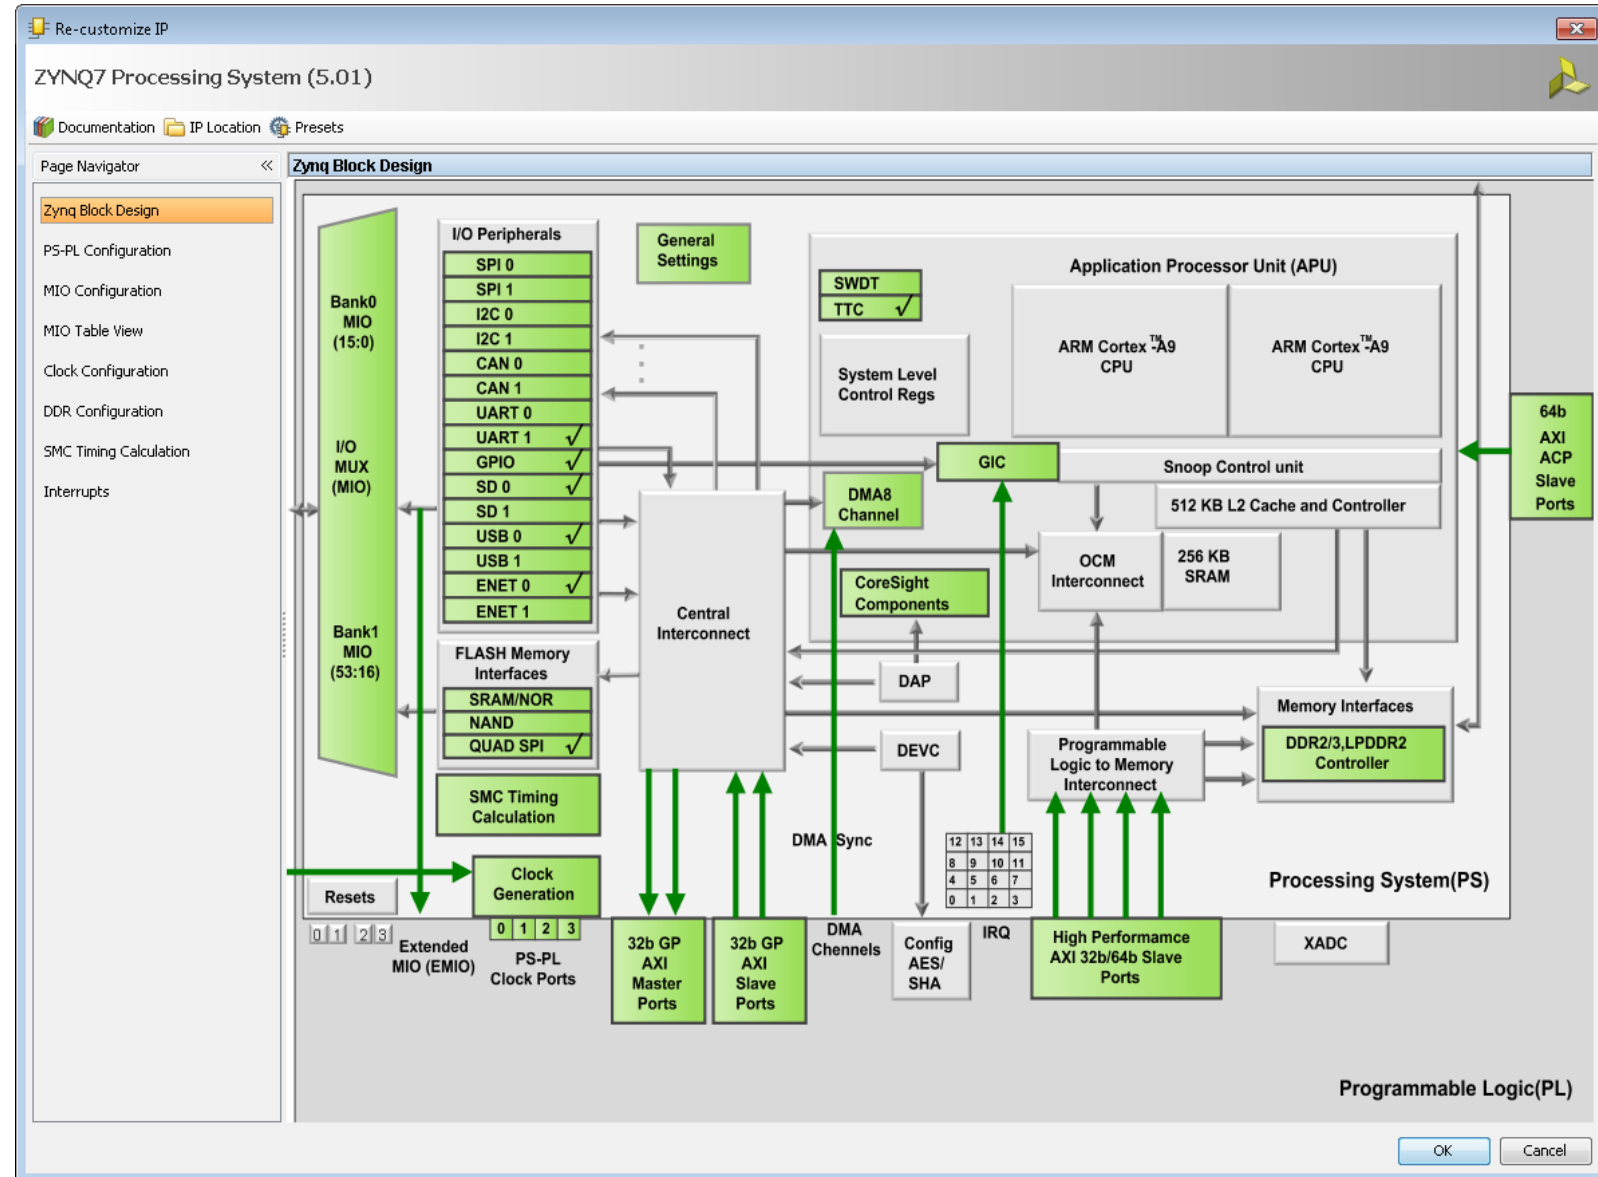 Re-customize IP
ZYNQ7 Processing System (5.01)
Documentation IP Location Presets
Page Navigator «
Zynq Block Design
PS-PL Configuration
MIO Configuration
MIO Table View
Clock Configuration
DDR Configuration
SMC Timing Calculation
Interrupts
Zynq Block Design
Bank0
MIO
(15:0)
I/O
MUX
(MIO)
Bank1
MIO
(53:16)
I/O Peripherals
SPI 0
SPI 1
I2C 0
I2C 1
CAN 0
CAN 1
UART 0
UART 1 √
GPIO √
SD 0 √
SD 1
USB 0 √
USB 1
ENET 0 √
ENET 1
FLASH Memory
Interfaces
SRAM/NOR
NAND
QUAD SPI √
SMC Timing
Calculation
Clock
Generation
0 1 2 3
PS-PL
Clock Ports
Resets
0 1 2 3
Extended
MIO (EMIO)
General
Settings
Central
Interconnect
32b GP
AXI
Master
Ports
32b GP
AXI
Slave
Ports
Application Processor Unit (APU)
SWDT
TTC √
System Level
Control Regs
ARM Cortex™-A9
CPU
ARM Cortex™-A9
CPU
GIC
Snoop Control unit
DMA8
Channel
512 KB L2 Cache and Controller
OCM
Interconnect
256 KB
SRAM
CoreSight
Components
DAP
DEVC
Programmable
Logic to Memory
Interconnect
Memory Interfaces
DDR2/3,LPDDR2
Controller
64b
AXI
ACP
Slave
Ports
DMA Sync
12 13 14 15
8 9 10 11
4 5 6 7
0 1 2 3
Processing System(PS)
DMA
Channels
Config
AES/
SHA
IRQ
High Performamce
AXI 32b/64b Slave
Ports
XADC
Programmable Logic(PL)
OK
Cancel